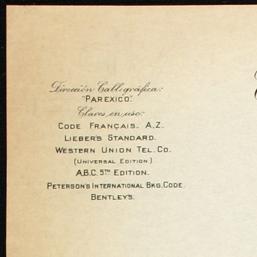 Dirección Cablegráfica:
"PAREXICO."
Claves en uso:
CODE FRANÇAIS. A.Z.
LIEBER'S STANDARD.
WESTERN UNION TEL. CO.
(UNIVERSAL EDITION)
A.B.C. 5TH EDITION.
PETERSON'S INTERNATIONAL BKG. CODE.
BENTLEY'S.